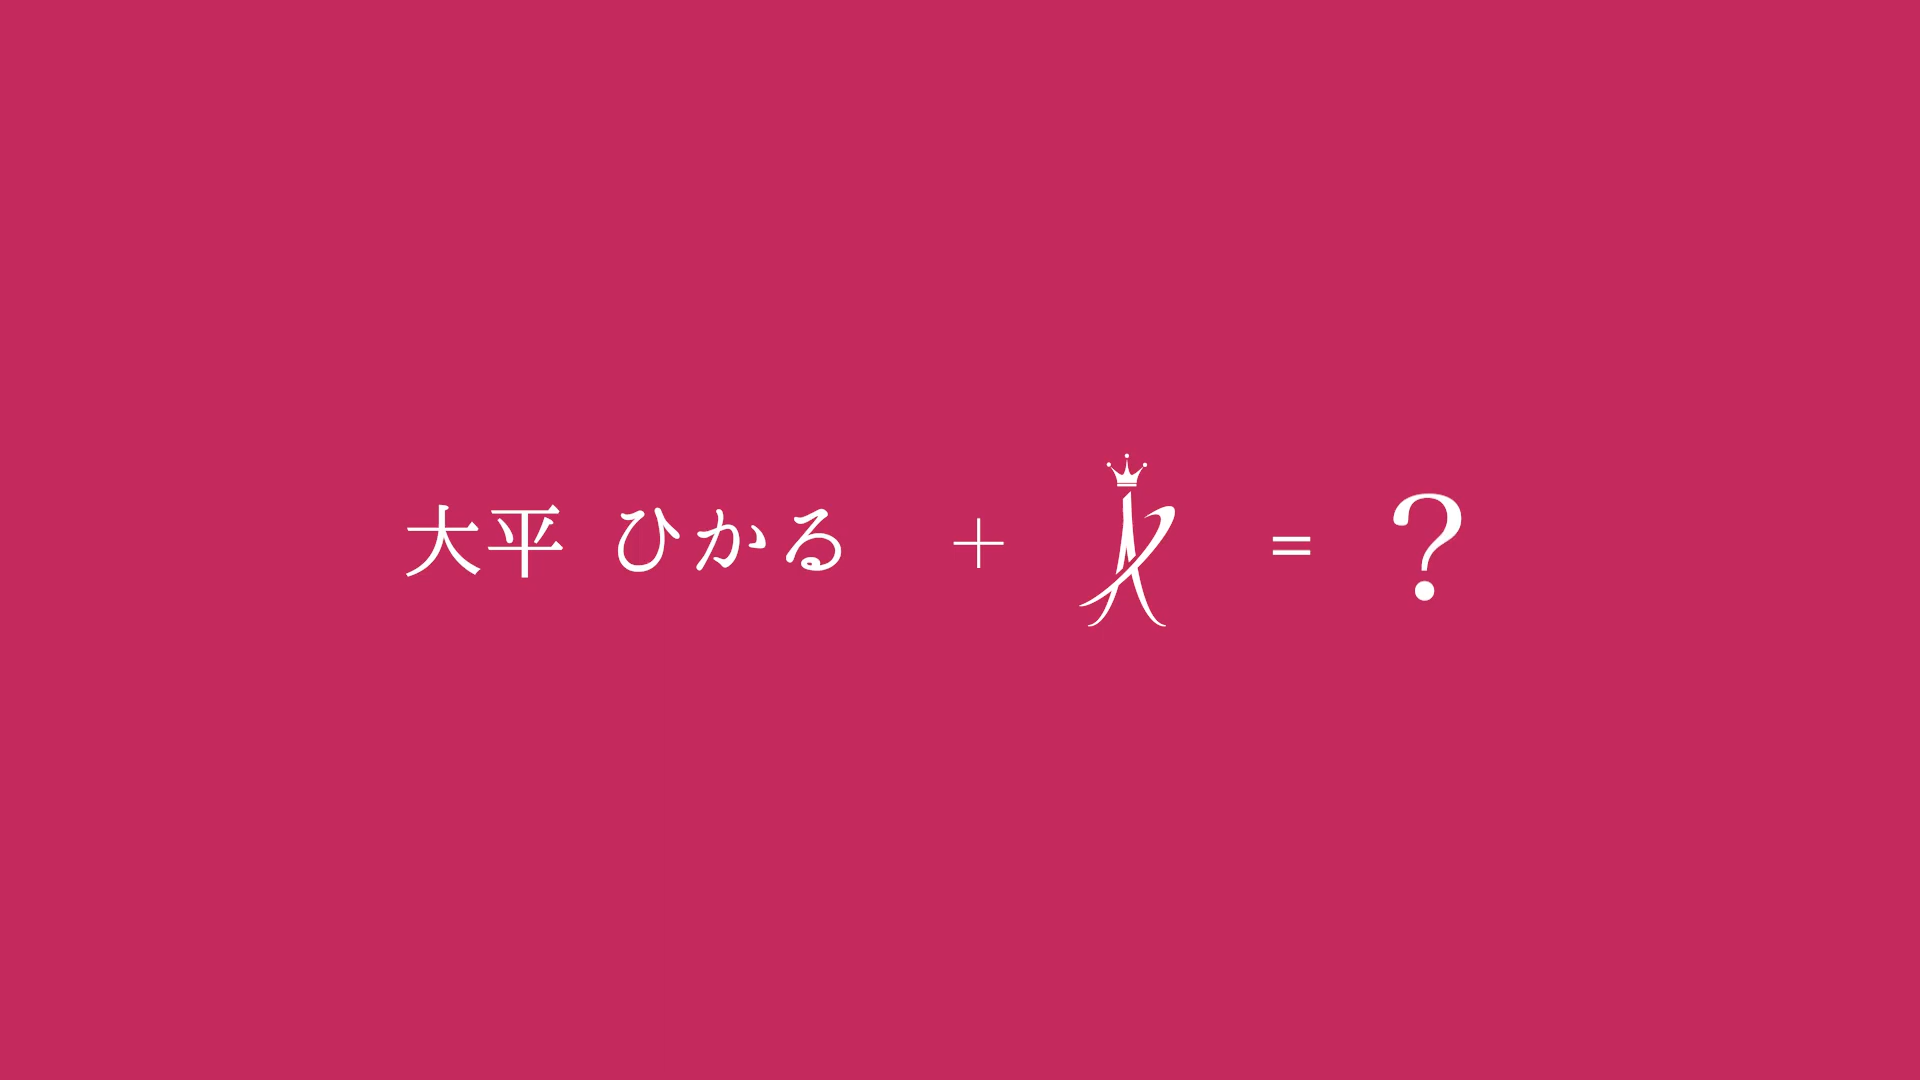 大平 ひかる + = ?